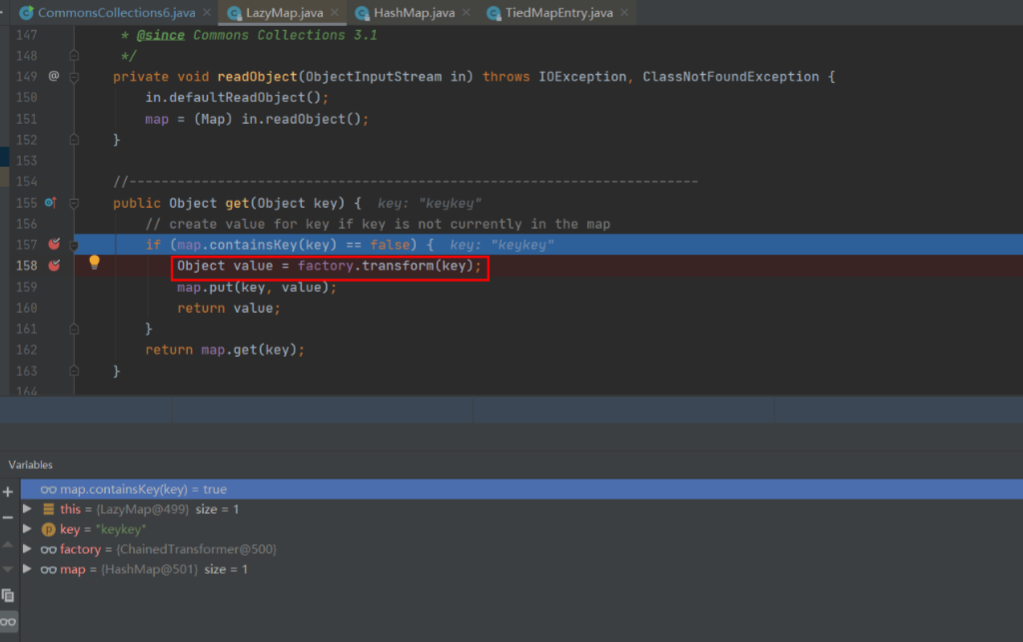 CommonsCollections6.java × LazyMap.java × HashMap.java × TiedMapEntry.java ×
147 * @since Commons Collections 3.1
148 */
149 @ private void readObject(ObjectInputStream in) throws IOException, ClassNotFoundException {
150 in.defaultReadObject();
151 map = (Map) in.readObject();
152 }
153
154 //-----------------------------------------------------------------------
155 public Object get(Object key) { key: "keykey"
156 // create value for key if key is not currently in the map
157 if (map.containsKey(key) == false) { key: "keykey"
158 Object value = factory.transform(key);
159 map.put(key, value);
160 return value;
161 }
162 return map.get(key);
163 }
164
Variables
map.containsKey(key) = true
this = {LazyMap@499} size = 1
key = "keykey"
factory = {ChainedTransformer@500}
map = {HashMap@501} size = 1